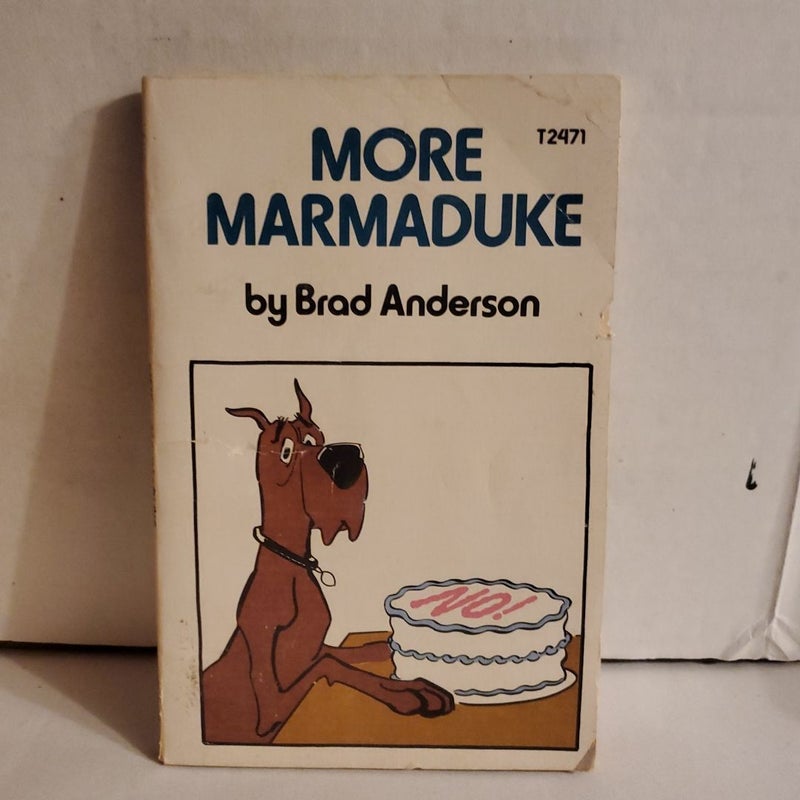 MORE
T2471
MARMADUKE
by Brad Anderson
NO!